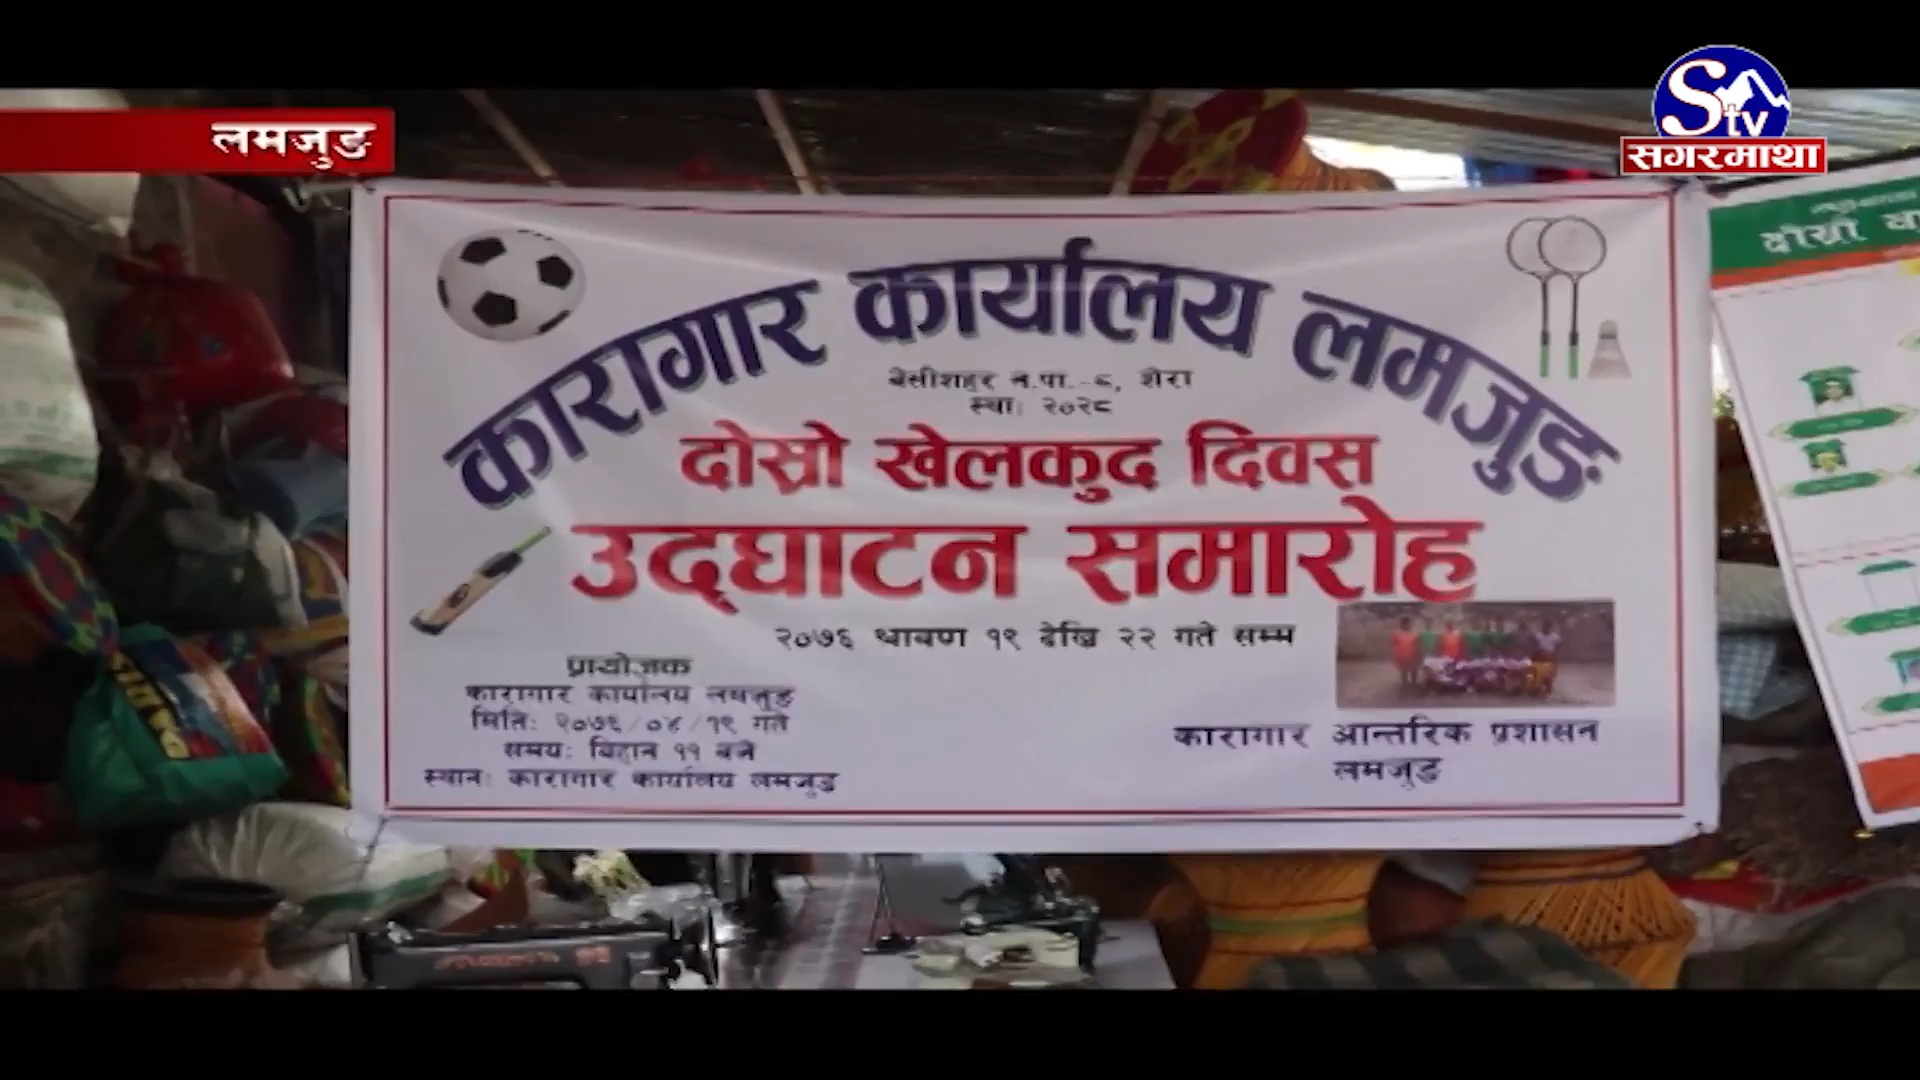 लमजुङ
Stv
सगरमाथा
कारागार कार्यालय लमजुङ
बेसीशहर न.पा.-८, शेरा
स्था: २०२८
दोस्रो खेलकुद दिवस
उद्घाटन समारोह
२०७६ श्रावण १९ देखि २२ गते सम्म
प्रायोजक
कारागार कार्यालय लमजुङ
मिति: २०७६/०४/१९ गते
समय: बिहान ११ बजे
स्थान: कारागार कार्यालय लमजुङ
कारागार आन्तरिक प्रशासन
लमजुङ
दोस्रो